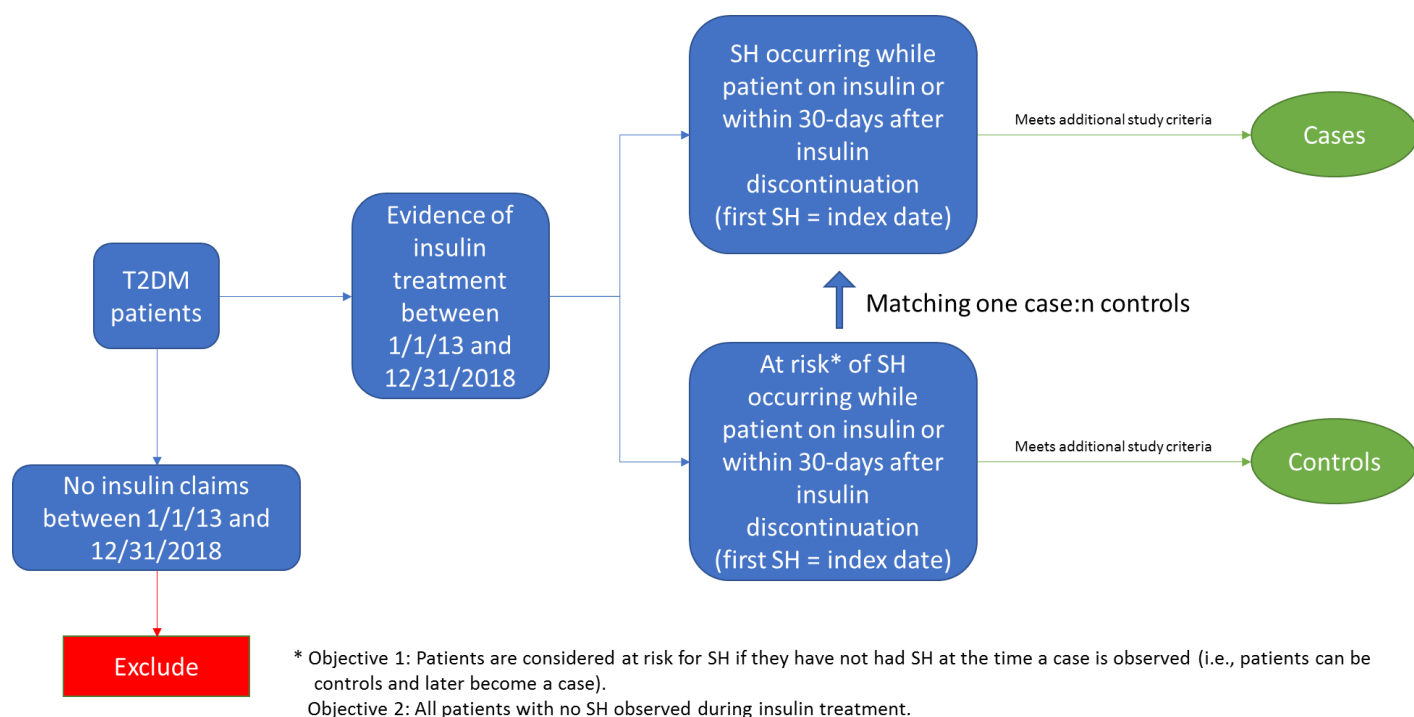 T2DM
patients
No insulin claims
between 1/1/13 and
12/31/2018
Exclude
Evidence of
insulin
treatment
between
1/1/13 and
12/31/2018
SH occurring while
patient on insulin or
within 30-days after
insulin
discontinuation
(first SH = index date)
Meets additional study criteria
Cases
Matching one case:n controls
At risk* of SH
occurring while
patient on insulin or
within 30-days after
insulin
discontinuation
(first SH = index date)
Meets additional study criteria
Controls
* Objective 1: Patients are considered at risk for SH if they have not had SH at the time a case is observed (i.e., patients can be
controls and later become a case).
Objective 2: All patients with no SH observed during insulin treatment.